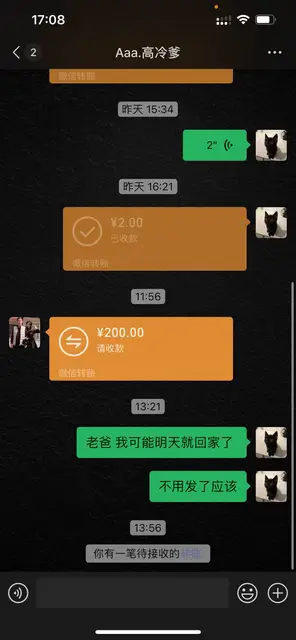 17:08
2
Aaa.高冷爹
微信转账
昨天 15:34
2"
昨天 16:21
¥2.00
已收款
微信转账
11:56
¥200.00
请收款
微信转账
13:21
老爸 我可能明天就回家了
不用发了应该
13:56
你有一笔待接收的转账